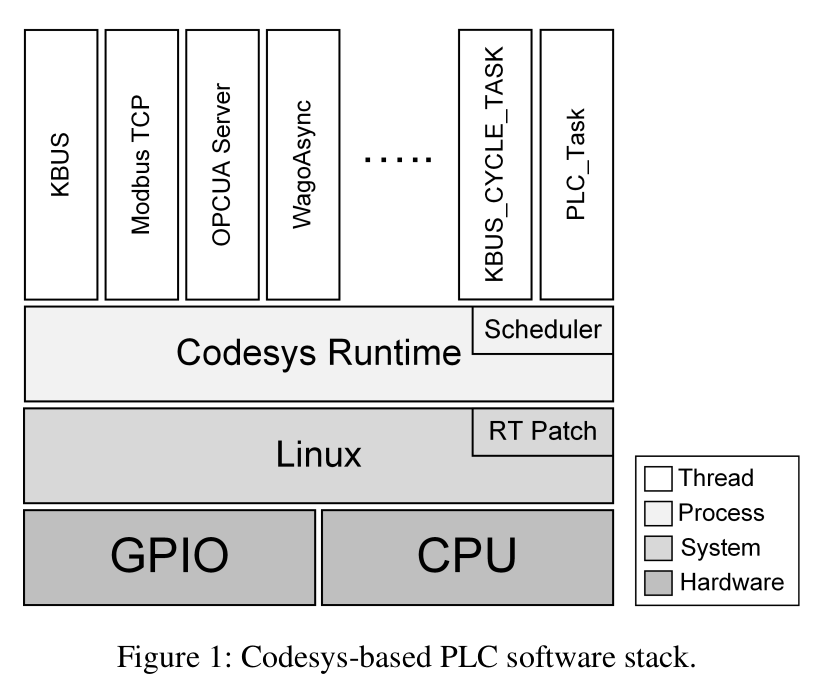 KBUS
Modbus TCP
OPCUA Server
WagoAsync
.....
KBUS_CYCLE_TASK
PLC_Task
Scheduler
Codesys Runtime
RT Patch
Linux
GPIO
CPU
Thread
Process
System
Hardware
Figure 1: Codesys-based PLC software stack.